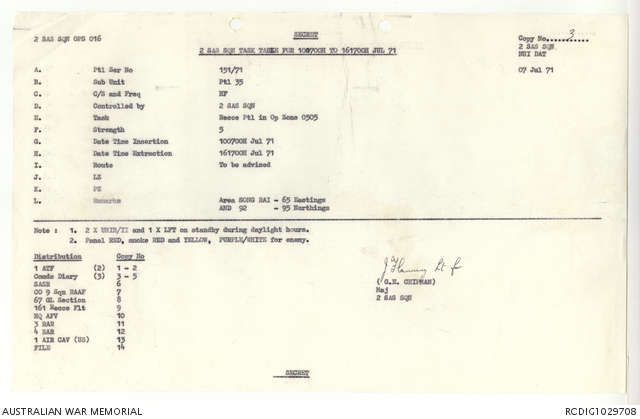 SECRET
2 SAS SQN OPS 016
Copy No. 3
2 SAS SQN TASK TABLE FOR 100700H TO 161700H JUL 71
2 SAS SQN
NUI DAT
07 Jul 71
A. Ptl Ser No 151/71
B. Sub Unit Ptl 35
C. C/S and Freq HF
D. Controlled by 2 SAS SQN
E. Task Recce Ptl in Op Zone 0505
F. Strength 5
G. Date Time Insertion 100700H Jul 71
H. Date Time Extraction 161700H Jul 71
I. Route To be advised
J. LZ
K. PZ
L. Remarks Area SONG RAI - 65 Eastings
AND 92 - 95 Northings
Note : 1. 2 X UH1D/H and 1 X LFT on standby during daylight hours.
2. Panel RED, smoke RED and YELLOW, PURPLE/WHITE for enemy.
Distribution Copy No
1 ATF (2) 1 - 2
Comds Diary (3) 3 - 5
SASR 6
CO 9 Sqn RAAF 7
67 GL Section 8
161 Recce Flt 9
HQ AFV 10
3 RAR 11
4 RAR 12
1 AIR CAV (US) 13
FILE 14
Lt for
(G.R. CHIPMAN)
Maj
2 SAS SQN
SECRET
AUSTRALIAN WAR MEMORIAL
RCDIG1029708